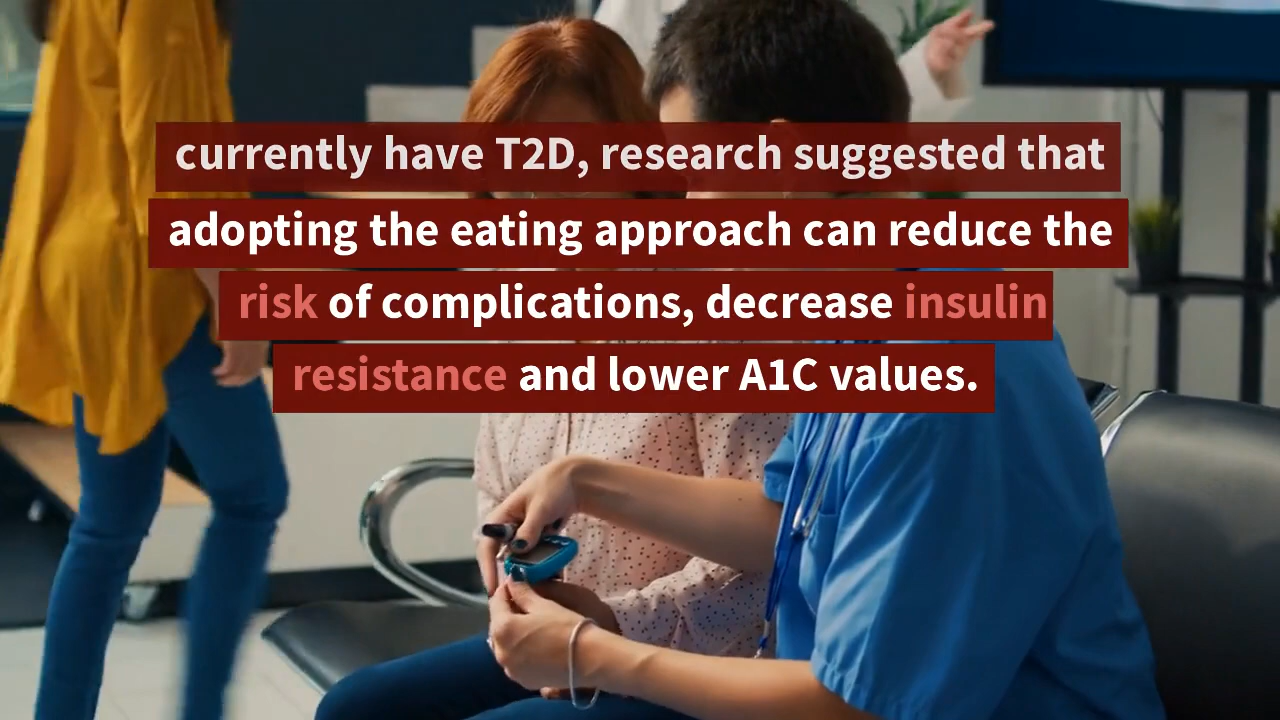 currently have T2D, research suggested that
adopting the eating approach can reduce the
risk of complications, decrease insulin
resistance and lower A1C values.